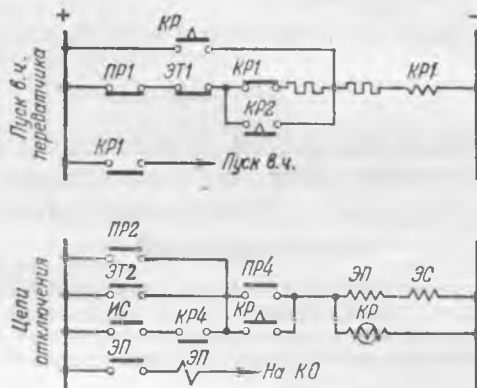 + –
КР
ПР1 ЭТ1 КР1 КР1
КР2
КР1 Пуск в.ч.
Пуск в.ч. передатчика
ПР2
ЭТ2 ПР4 ЭП ЭС
ИС КР4 КР КР
ЭП ЭП На КО
Цепи отключения